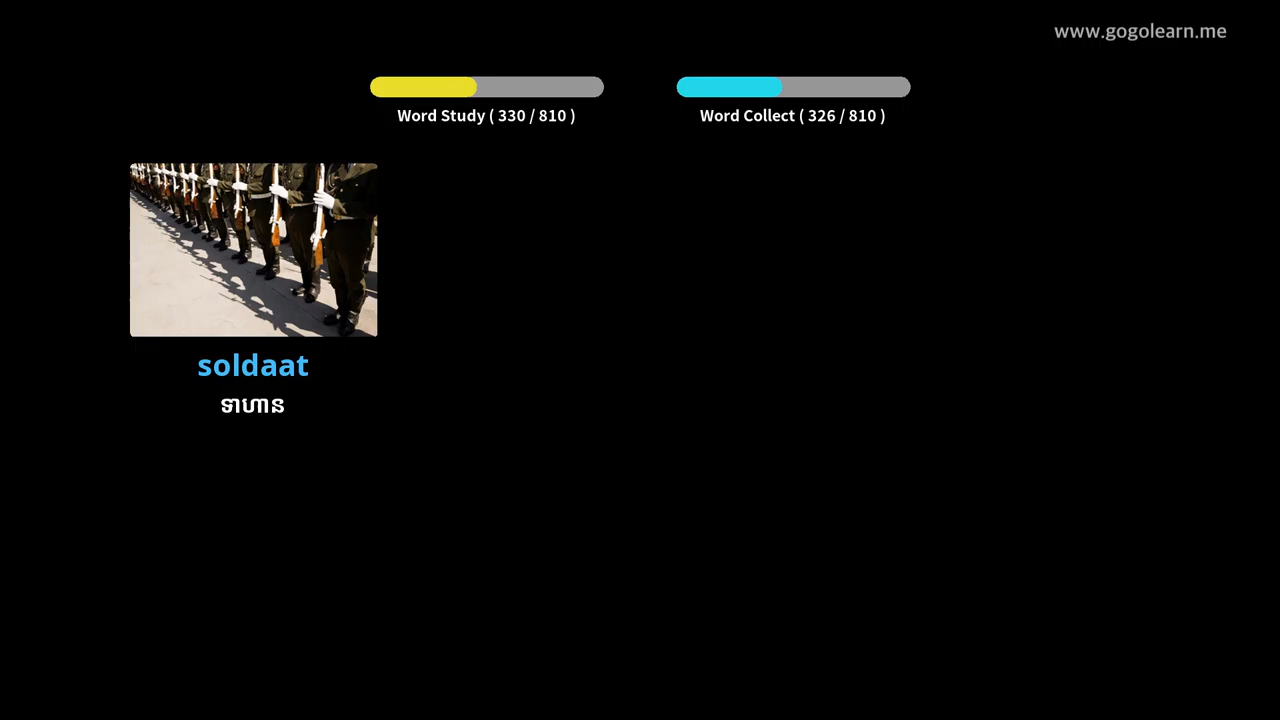 www.gogolearn.me
Word Study ( 330 / 810 )
Word Collect ( 326 / 810 )
soldaat
ទាហាន